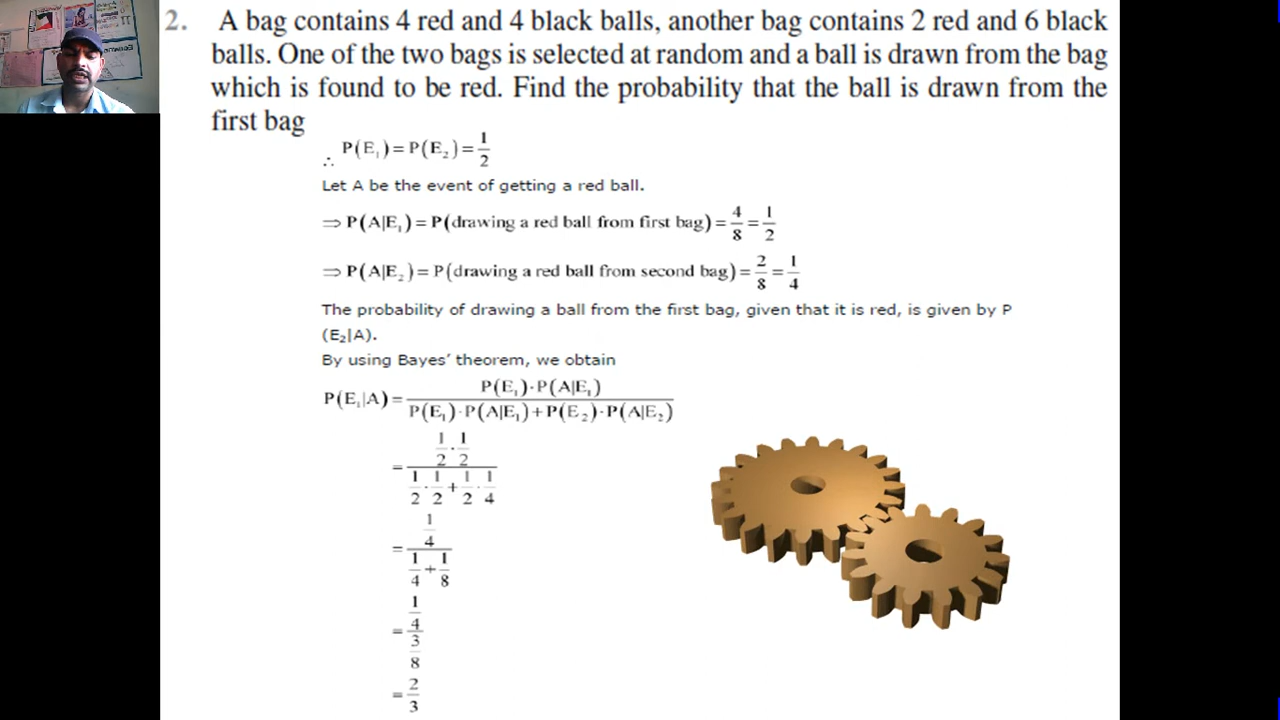 2. A bag contains 4 red and 4 black balls, another bag contains 2 red and 6 black
balls. One of the two bags is selected at random and a ball is drawn from the bag
which is found to be red. Find the probability that the ball is drawn from the
first bag
∴ P(E₁) = P(E₂) = 1/2
Let A be the event of getting a red ball.
⇒ P(A|E₁) = P(drawing a red ball from first bag) = 4/8 = 1/2
⇒ P(A|E₂) = P(drawing a red ball from second bag) = 2/8 = 1/4
The probability of drawing a ball from the first bag, given that it is red, is given by P
(E₂|A).
By using Bayes' theorem, we obtain
P(E₁|A) = (P(E₁)·P(A|E₁))/(P(E₁)·P(A|E₁)+P(E₂)·P(A|E₂))
= (1/2·1/2)/(1/2·1/2+1/2·1/4)
= (1/4)/(1/4+1/8)
= (1/4)/(3/8)
= 2/3